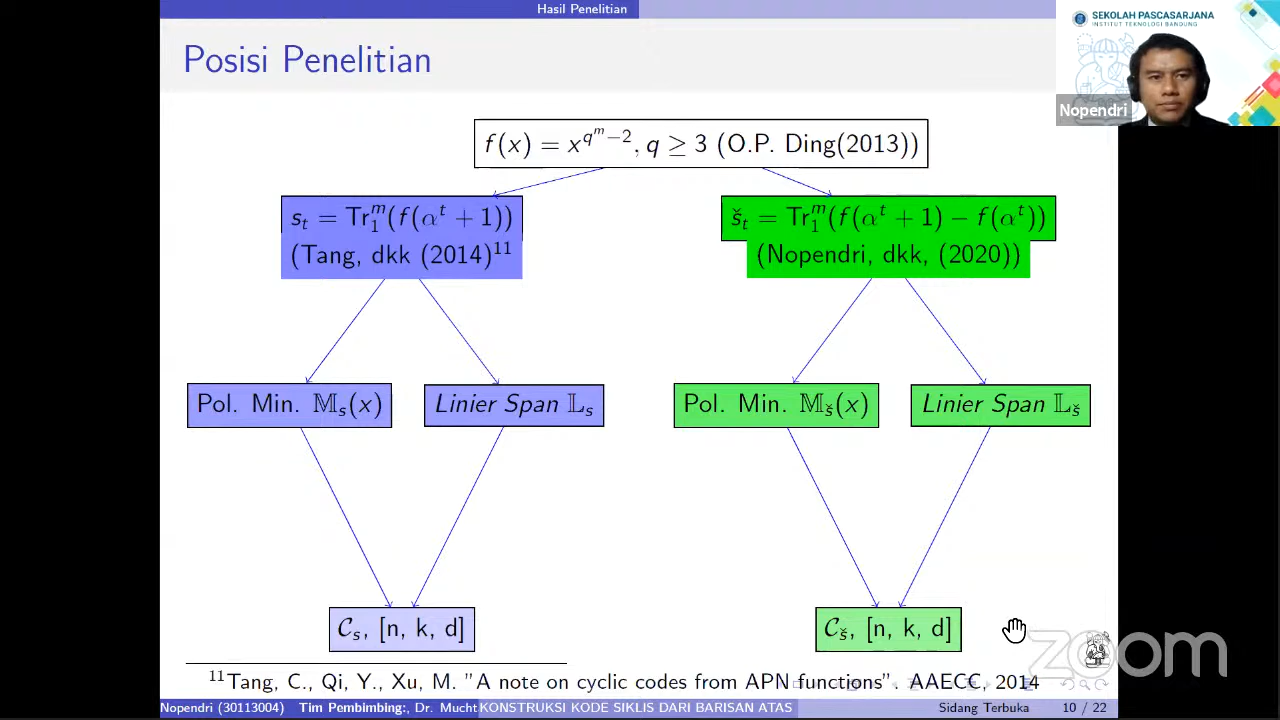 Hasil Penelitian
SEKOLAH PASCASARJANA
INSTITUT TEKNOLOGI BANDUNG
Posisi Penelitian
Nopendri
f(x) = x^{q^m−2}, q ≥ 3 (O.P. Ding(2013))
s_t = Tr_1^m(f(α^t + 1))
(Tang, dkk (2014)^11
š_t = Tr_1^m(f(α^t + 1) − f(α^t))
(Nopendri, dkk, (2020))
Pol. Min. 𝕄_s(x)
Linier Span 𝕃_s
Pol. Min. 𝕄_š(x)
Linier Span 𝕃_š
𝒞_s, [n, k, d]
𝒞_š, [n, k, d]
zoom
^11Tang, C., Qi, Y., Xu, M. "A note on cyclic codes from APN functions". AAECC, 2014
Nopendri (30113004) Tim Pembimbing:, Dr. Mucht KONSTRUKSI KODE SIKLIS DARI BARISAN ATAS Sidang Terbuka 10 / 22